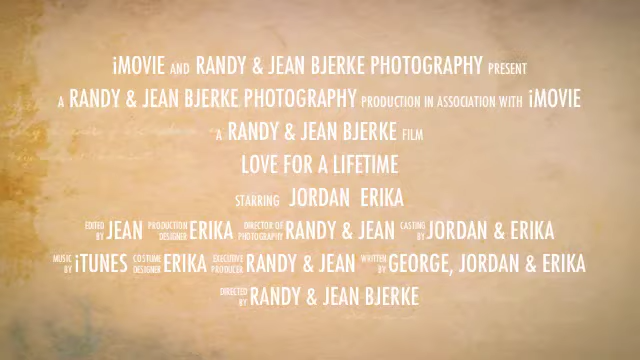 iMOVIE AND RANDY & JEAN BJERKE PHOTOGRAPHY PRESENT
A RANDY & JEAN BJERKE PHOTOGRAPHY PRODUCTION IN ASSOCIATION WITH iMOVIE
A RANDY & JEAN BJERKE FILM
LOVE FOR A LIFETIME
STARRING JORDAN ERIKA
EDITED BY JEAN PRODUCTION DESIGNER ERIKA DIRECTOR OF PHOTOGRAPHY RANDY & JEAN CASTING BY JORDAN & ERIKA
MUSIC BY iTUNES COSTUME DESIGNER ERIKA EXECUTIVE PRODUCER RANDY & JEAN WRITTEN BY GEORGE, JORDAN & ERIKA
DIRECTED BY RANDY & JEAN BJERKE